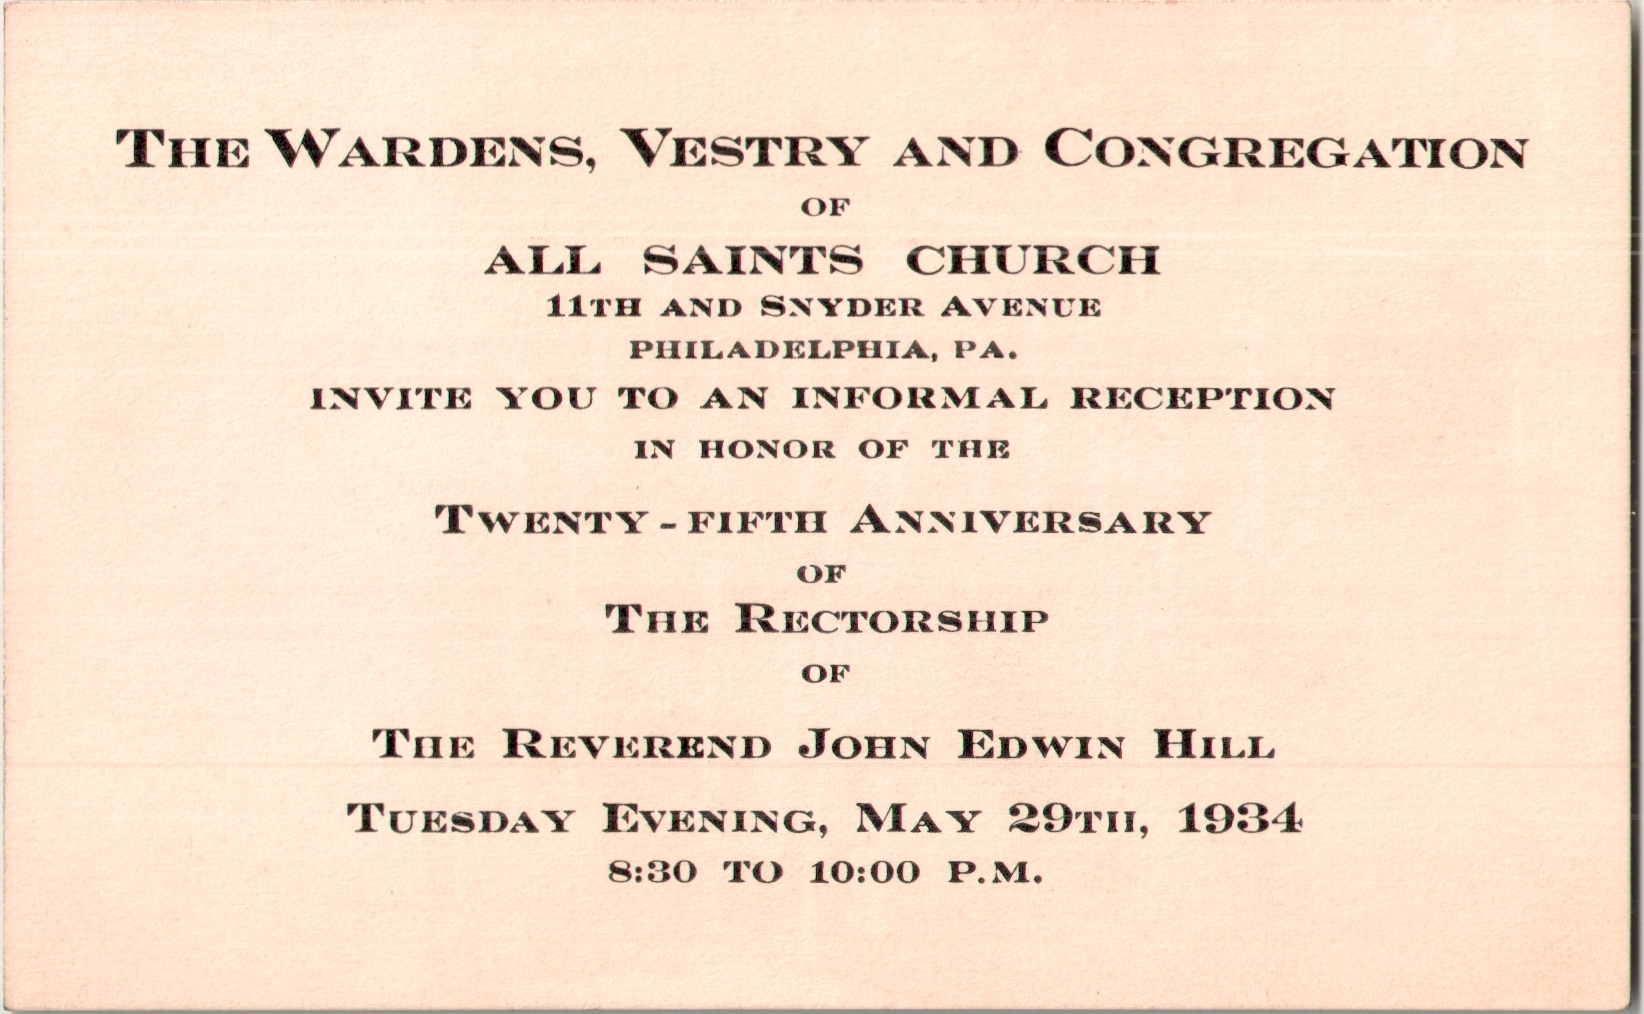 The Wardens, Vestry and Congregation
OF
ALL SAINTS CHURCH
11th and Snyder Avenue
PHILADELPHIA, PA.
INVITE YOU TO AN INFORMAL RECEPTION
IN HONOR OF THE
Twenty-fifth Anniversary
OF
The Rectorship
OF
The Reverend John Edwin Hill
Tuesday Evening, May 29th, 1934
8:30 TO 10:00 P.M.